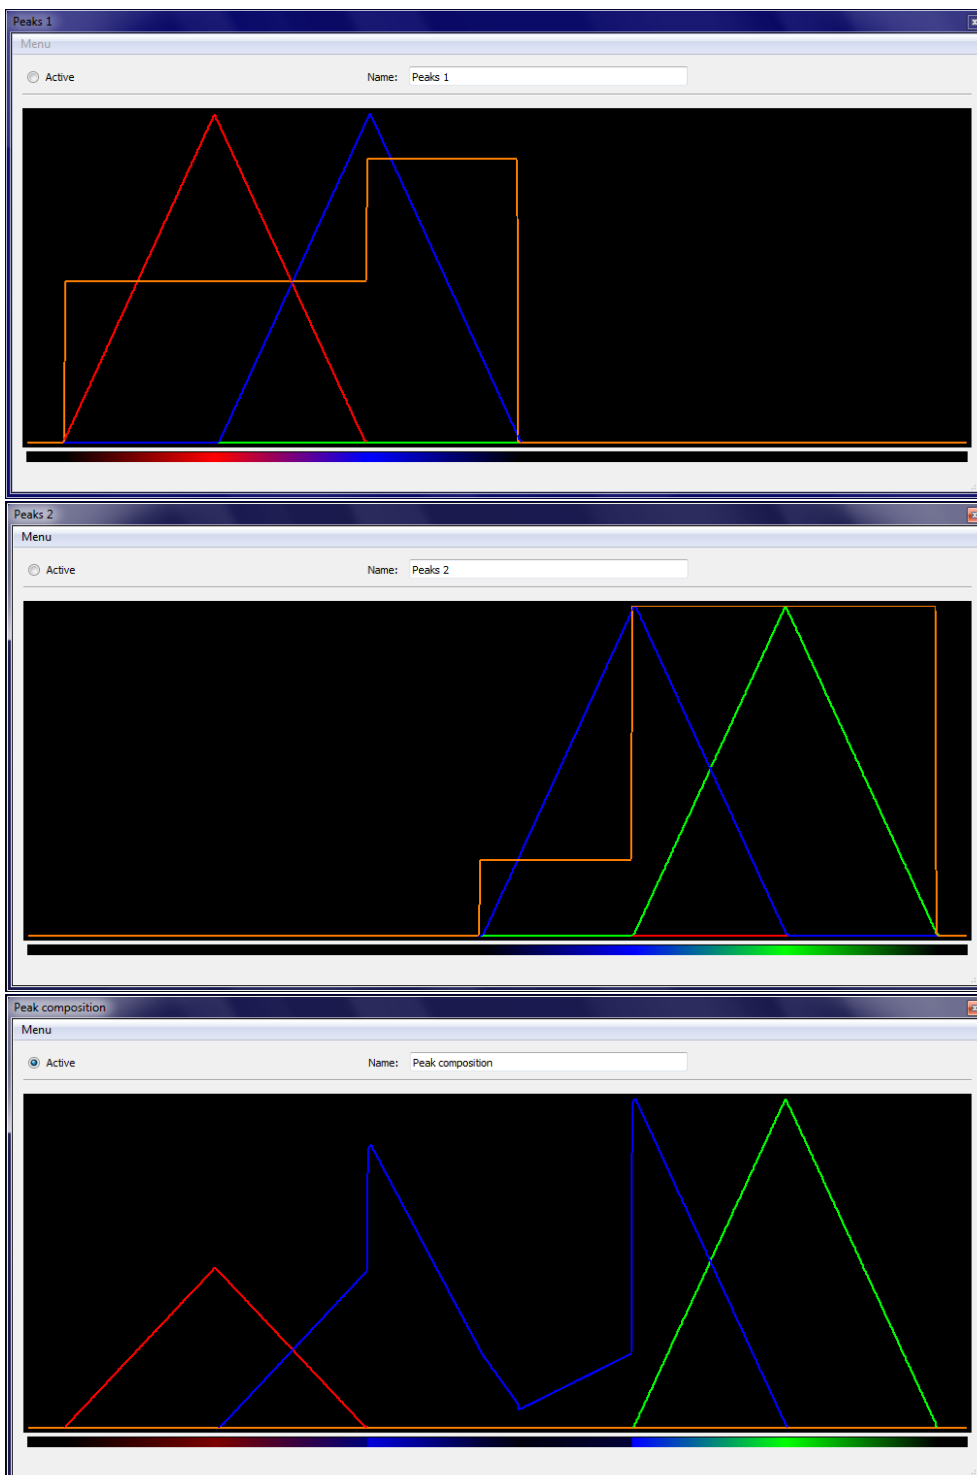 Peaks 1
Menu
Active Name: Peaks 1
Peaks 2
Menu
Active Name: Peaks 2
Peak composition
Menu
Active Name: Peak composition